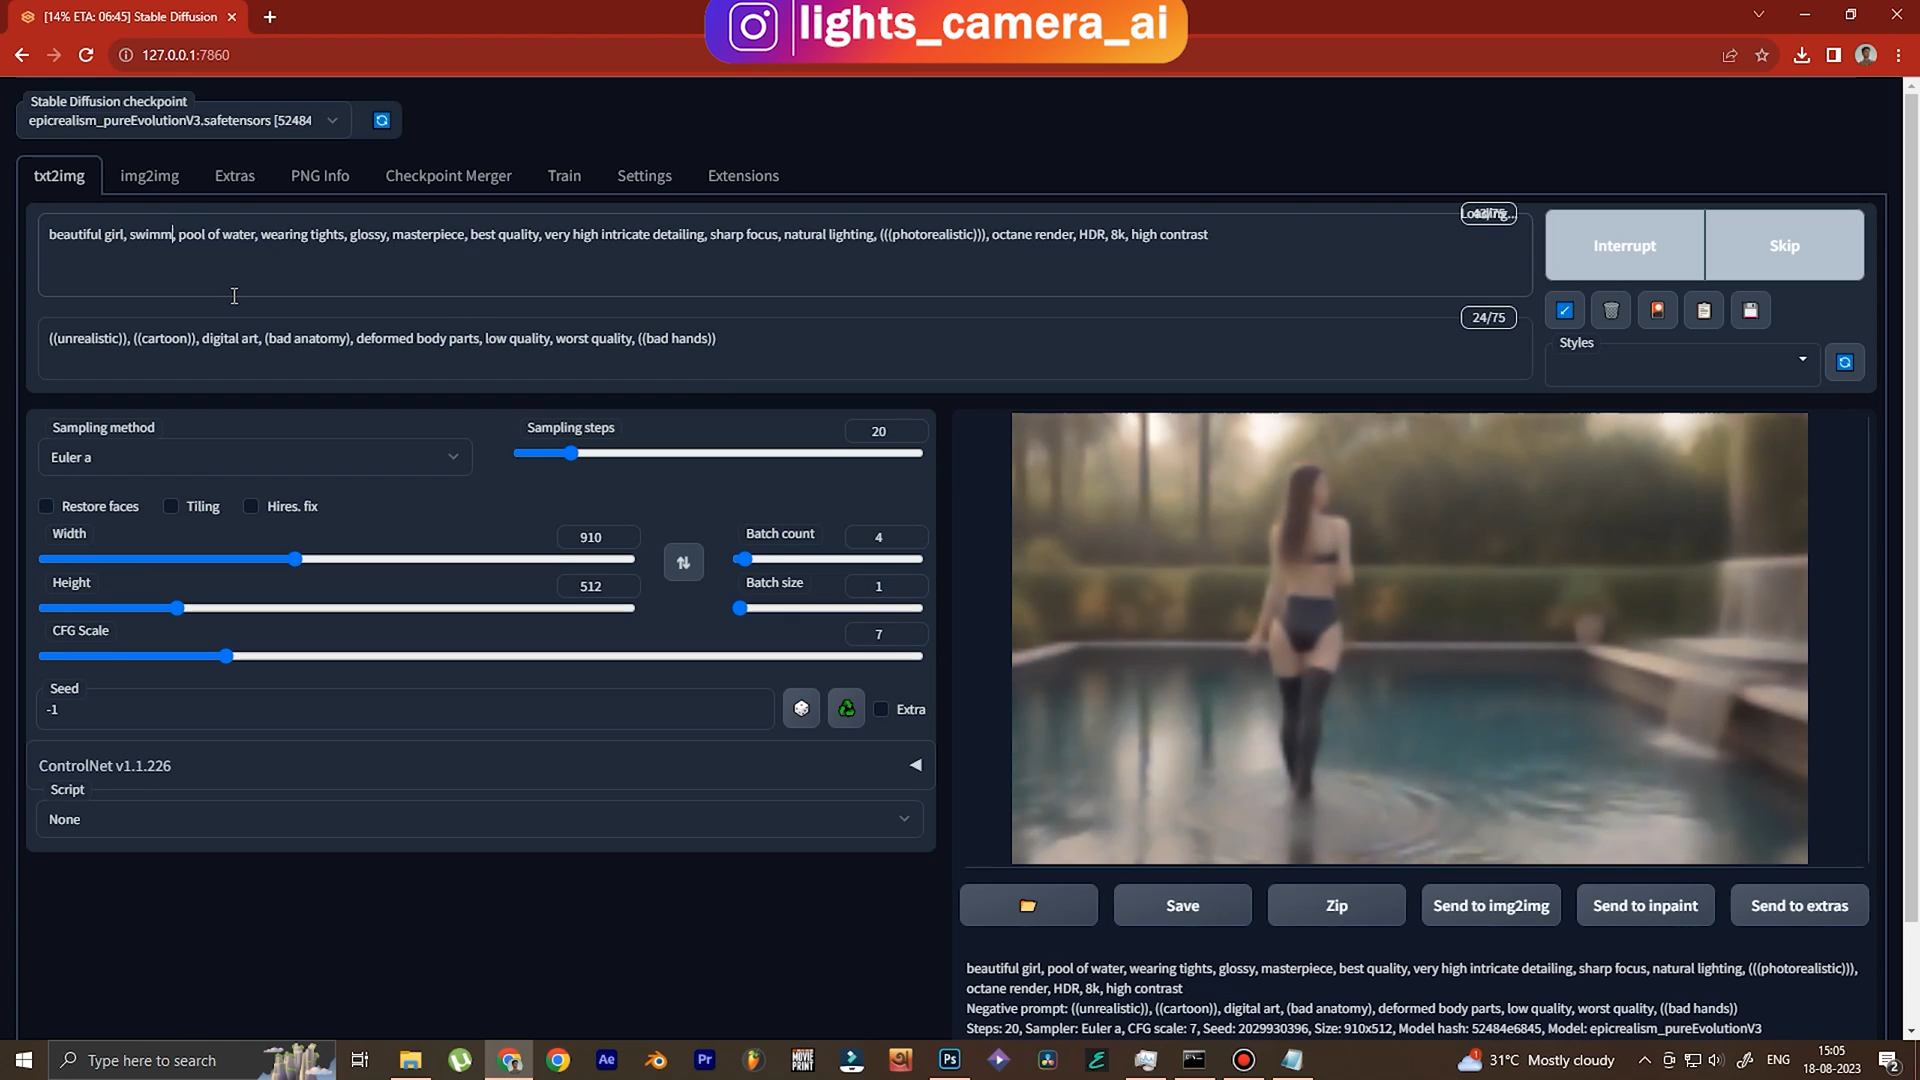 [14% ETA: 06:45] Stable Diffusion
lights_camera_ai
127.0.0.1:7860
Stable Diffusion checkpoint
epicrealism_pureEvolutionV3.safetensors [52484
txt2img
img2img
Extras
PNG Info
Checkpoint Merger
Train
Settings
Extensions
beautiful girl, swimm, pool of water, wearing tights, glossy, masterpiece, best quality, very high intricate detailing, sharp focus, natural lighting, (((photorealistic))), octane render, HDR, 8k, high contrast
Interrupt
Skip
((unrealistic)), ((cartoon)), digital art, (bad anatomy), deformed body parts, low quality, worst quality, ((bad hands))
24/75
Styles
Sampling method
Euler a
Sampling steps
20
Restore faces
Tiling
Hires. fix
Width
910
Height
512
Batch count
4
Batch size
1
CFG Scale
7
Seed
-1
Extra
ControlNet v1.1.226
Script
None
Save
Zip
Send to img2img
Send to inpaint
Send to extras
beautiful girl, pool of water, wearing tights, glossy, masterpiece, best quality, very high intricate detailing, sharp focus, natural lighting, (((photorealistic))),
octane render, HDR, 8k, high contrast
Negative prompt: ((unrealistic)), ((cartoon)), digital art, (bad anatomy), deformed body parts, low quality, worst quality, ((bad hands))
Steps: 20, Sampler: Euler a, CFG scale: 7, Seed: 2029930396, Size: 910x512, Model hash: 52484e6845, Model: epicrealism_pureEvolutionV3
Type here to search
Ae
Pr
MOVIE
PRINT
Ps
31°C Mostly cloudy
ENG
15:05
18-08-2023
2